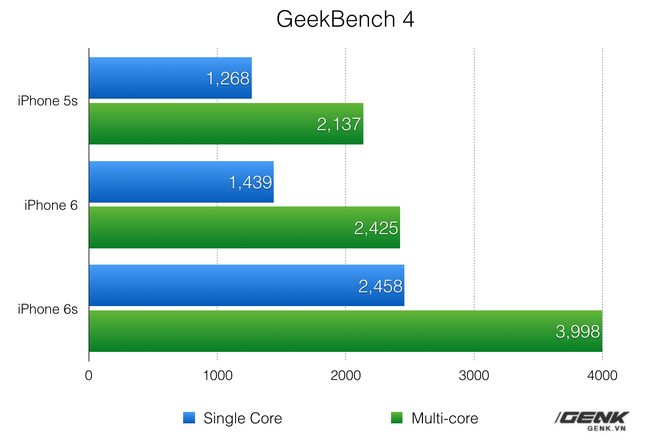 GeekBench 4
iPhone 5s
1,268
2,137
iPhone 6
1,439
2,425
iPhone 6s
2,458
3,998
0 1000 2000 3000 4000
Single Core Multi-core
/GENK
GENK.VN